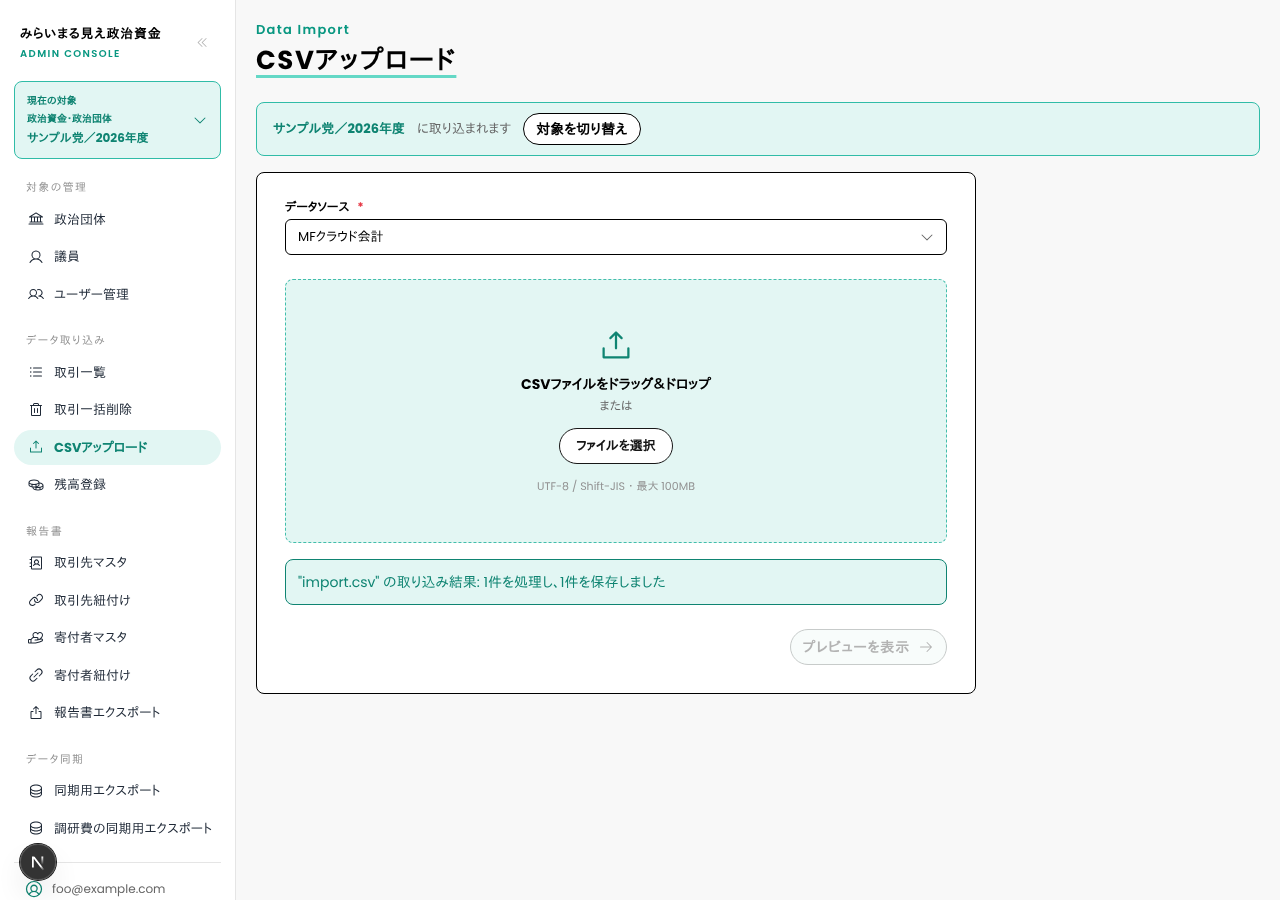 みらいまる見え政治資金
ADMIN CONSOLE
現在の対象
政治資金・政治団体
サンプル党／2026年度
対象の管理
政治団体
議員
ユーザー管理
データ取り込み
取引一覧
取引一括削除
CSVアップロード
残高登録
報告書
取引先マスタ
取引先紐付け
寄付者マスタ
寄付者紐付け
報告書エクスポート
データ同期
同期用エクスポート
調研費の同期用エクスポート
N
foo@example.com
Data Import
CSVアップロード
サンプル党／2026年度 に取り込まれます 対象を切り替え
データソース *
MFクラウド会計
CSVファイルをドラッグ＆ドロップ
または
ファイルを選択
UTF-8 / Shift-JIS・最大 100MB
"import.csv" の取り込み結果: 1件を処理し、1件を保存しました
プレビューを表示